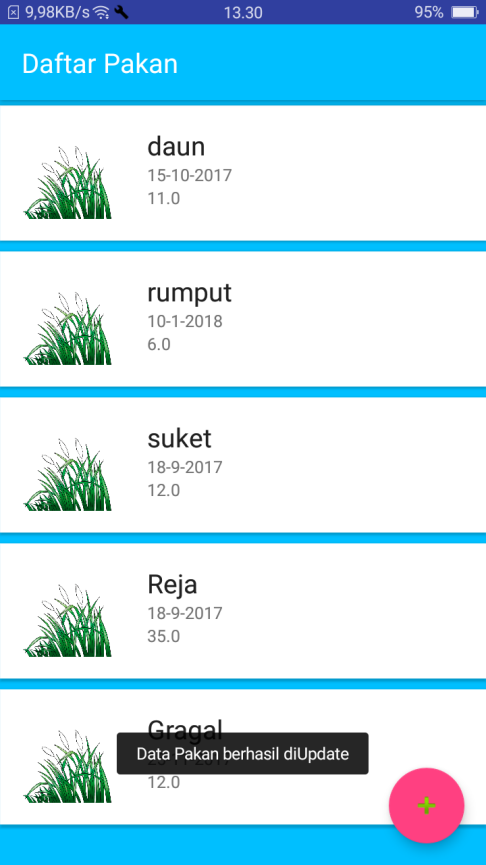 9,98KB/s 13.30 95%
Daftar Pakan
daun
15-10-2017
11.0
rumput
10-1-2018
6.0
suket
18-9-2017
12.0
Reja
18-9-2017
35.0
Gragal
Data Pakan berhasil diUpdate
12.0